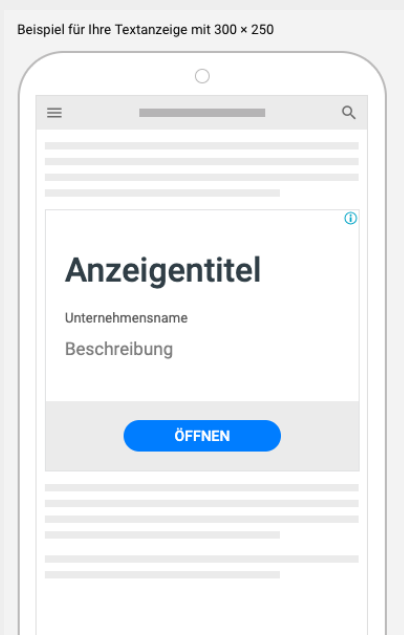 Beispiel für Ihre Textanzeige mit 300 × 250
Anzeigentitel
Unternehmensname
Beschreibung
ÖFFNEN